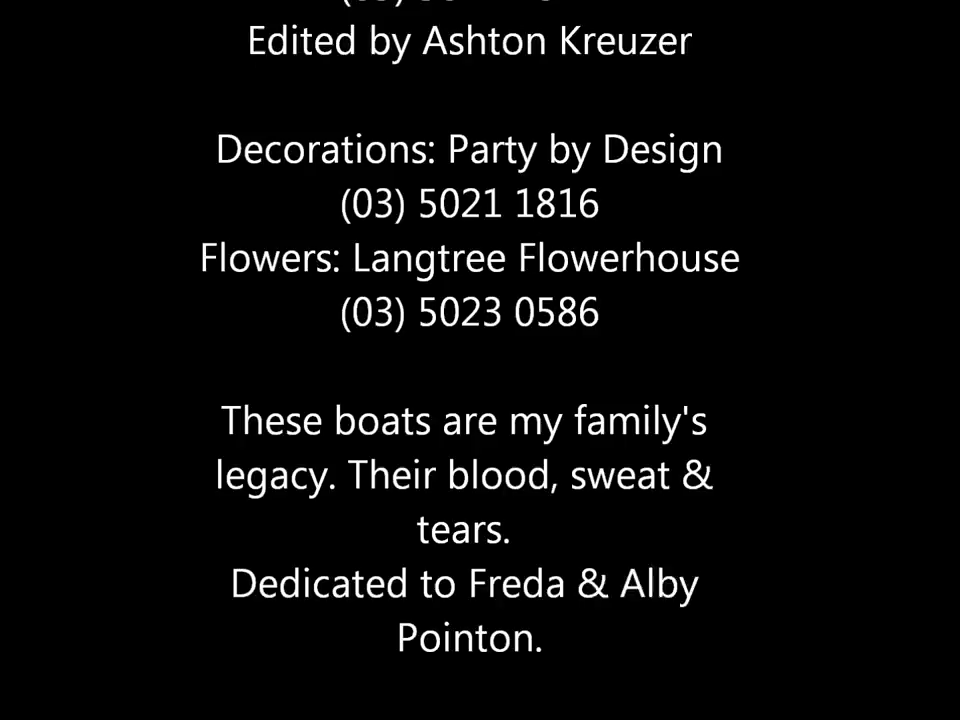 Edited by Ashton Kreuzer
Decorations: Party by Design
(03) 5021 1816
Flowers: Langtree Flowerhouse
(03) 5023 0586
These boats are my family's
legacy. Their blood, sweat &
tears.
Dedicated to Freda & Alby
Pointon.